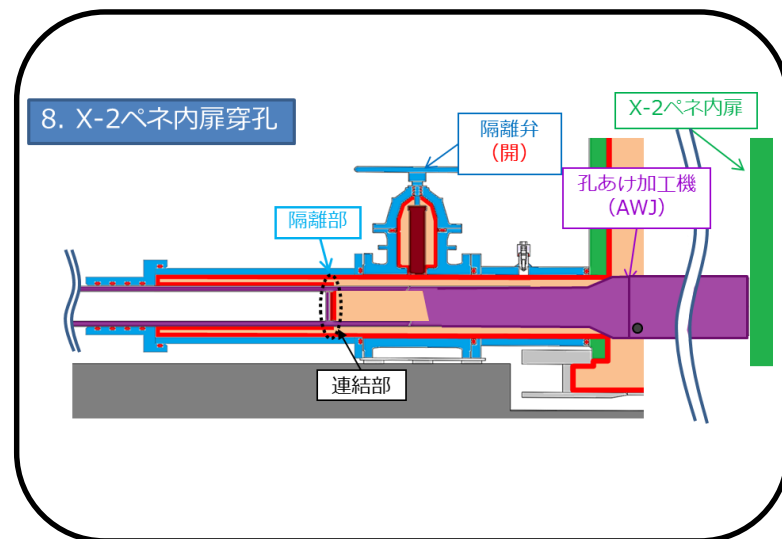 8. X-2ペネ内扉穿孔
隔離弁
（開）
X-2ペネ内扉
孔あけ加工機
（AWJ）
隔離部
連結部